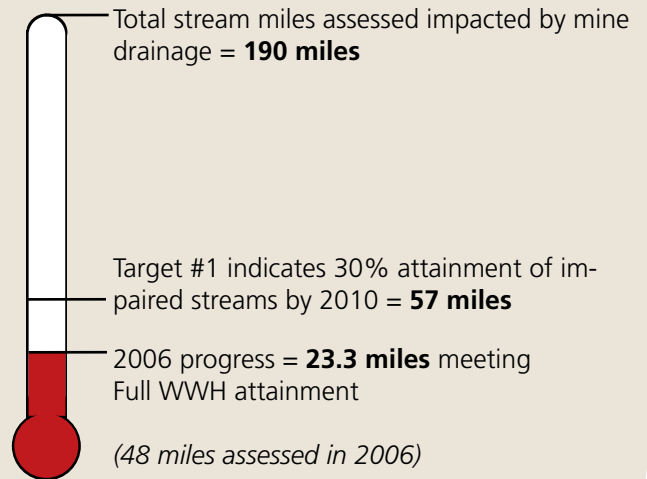 Total stream miles assessed impacted by mine
drainage = 190 miles
Target #1 indicates 30% attainment of im-
paired streams by 2010 = 57 miles
2006 progress = 23.3 miles meeting
Full WWH attainment
(48 miles assessed in 2006)